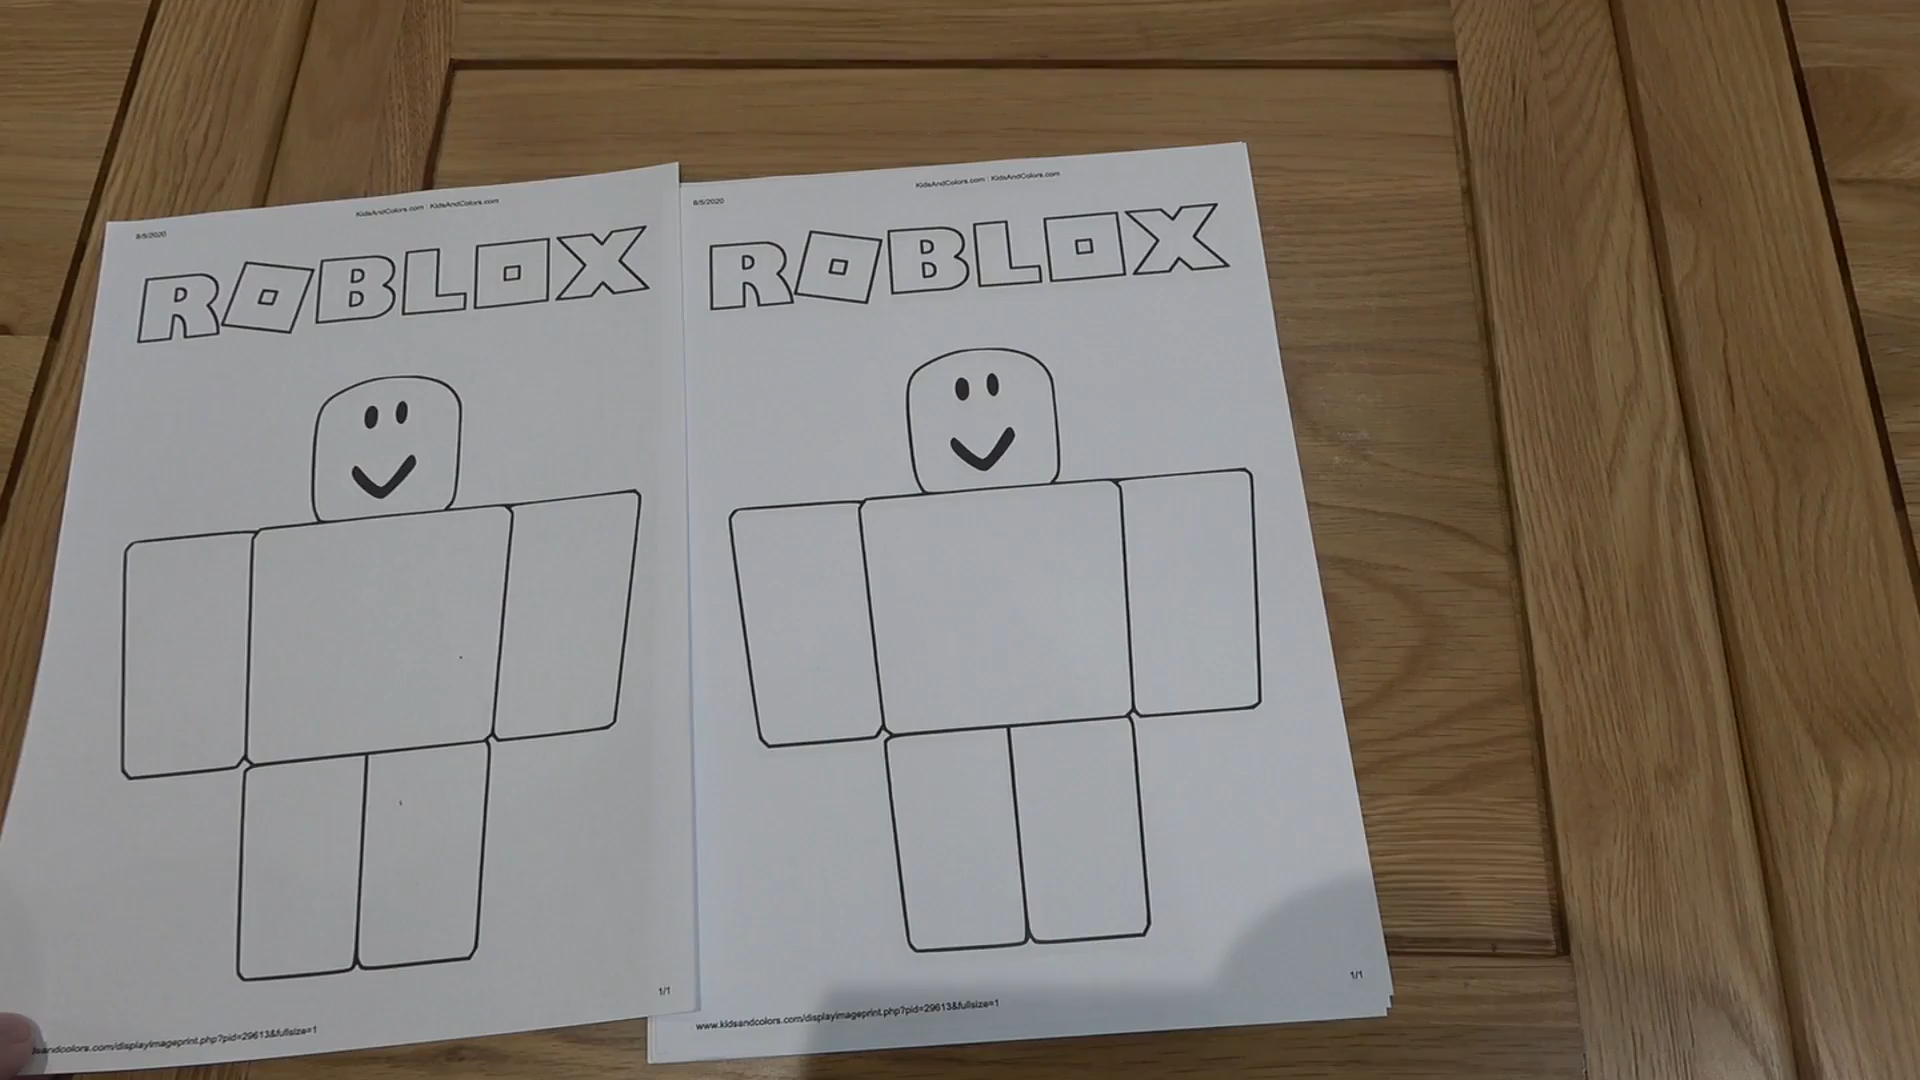 8/5/2020
KidsAndColors.com : KidsAndColors.com
ROBLOX
1/1
dsandcolors.com/displayimageprint.php?pid=29613&fullsize=1
8/5/2020
KidsAndColors.com : KidsAndColors.com
ROBLOX
1/1
www.kidsandcolors.com/displayimageprint.php?pid=29613&fullsize=1